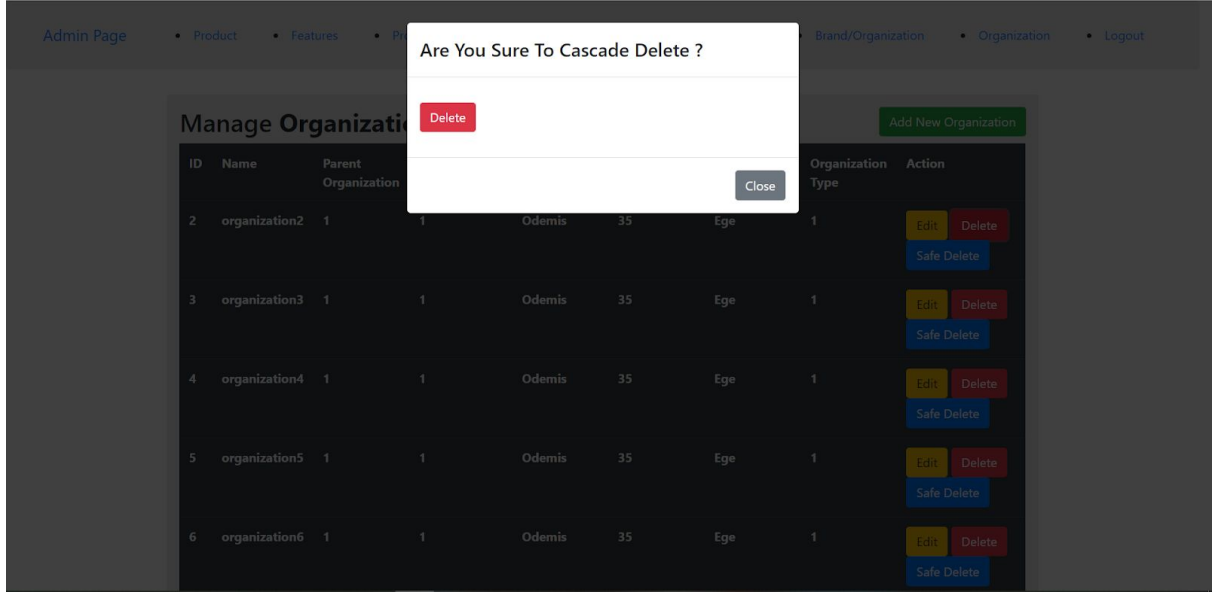 Admin Page
Product
Features
Pr
Brand/Organization
Organization
Logout
Are You Sure To Cascade Delete ?
Delete
Close
Manage Organizati
Add New Organization
ID Name Parent Organization Type Action
Organization Organization
2 organization2 1 1 Odemis 35 Ege 1 Edit Delete
Safe Delete
3 organization3 1 1 Odemis 35 Ege 1 Edit Delete
Safe Delete
4 organization4 1 1 Odemis 35 Ege 1 Edit Delete
Safe Delete
5 organization5 1 1 Odemis 35 Ege 1 Edit Delete
Safe Delete
6 organization6 1 1 Odemis 35 Ege 1 Edit Delete
Safe Delete